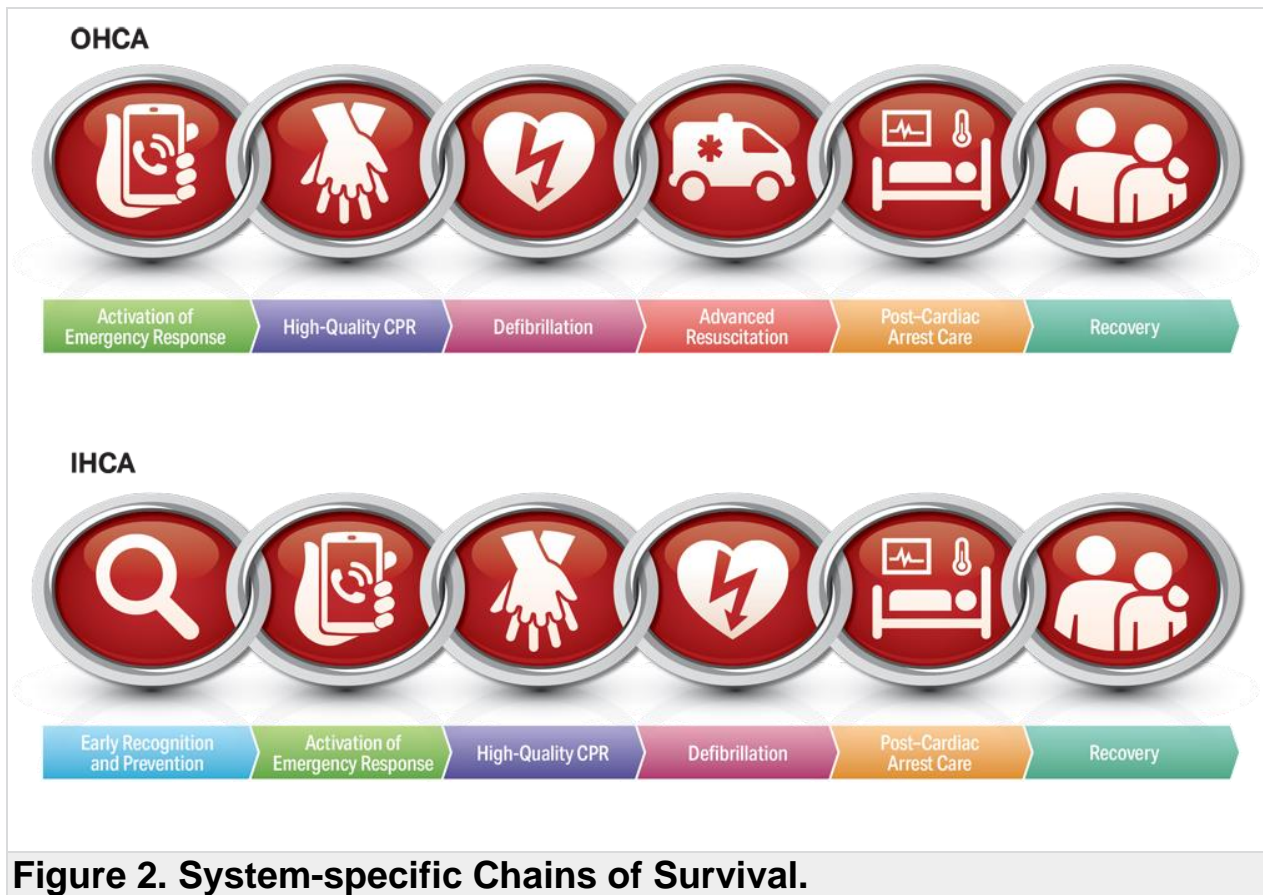 OHCA
Activation of
Emergency Response
High-Quality CPR
Defibrillation
Advanced
Resuscitation
Post–Cardiac
Arrest Care
Recovery
IHCA
Early Recognition
and Prevention
Activation of
Emergency Response
High-Quality CPR
Defibrillation
Post–Cardiac
Arrest Care
Recovery
Figure 2. System-specific Chains of Survival.